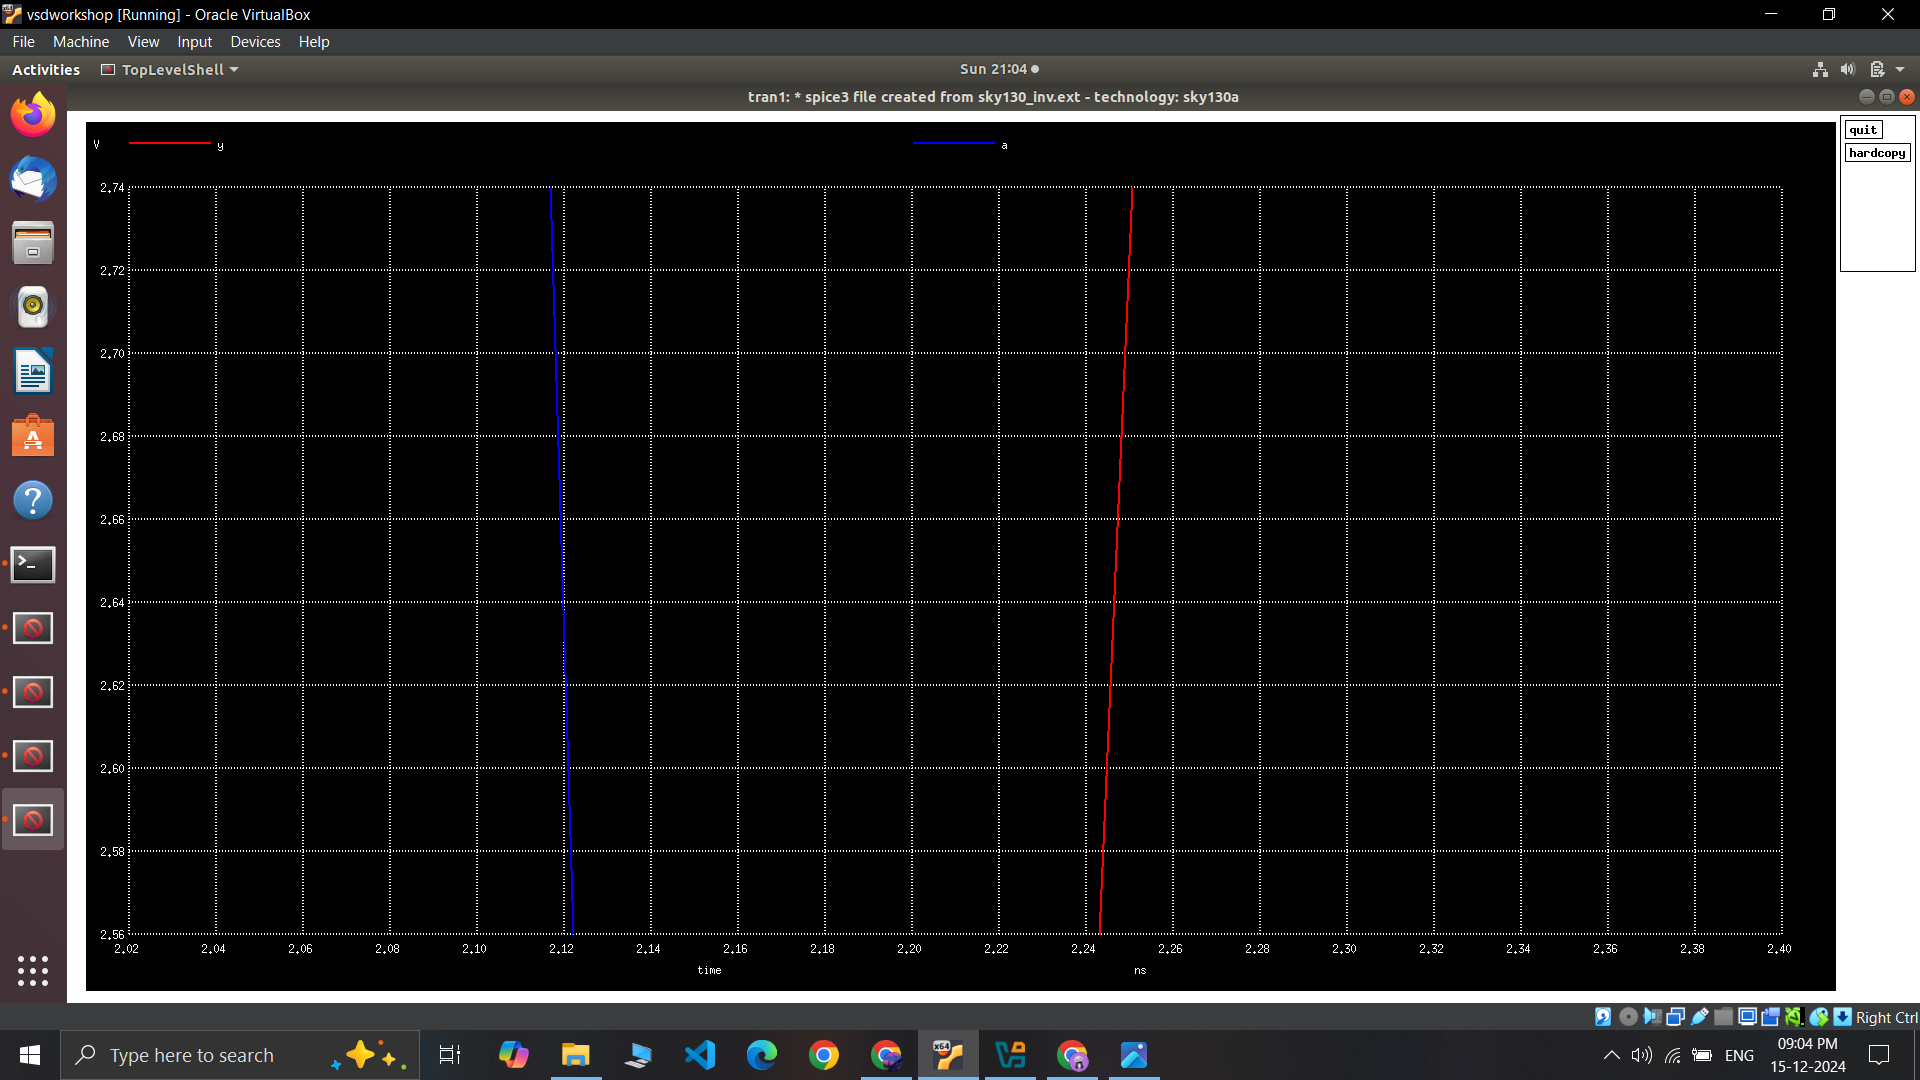 vsdworkshop [Running] - Oracle VirtualBox
File Machine View Input Devices Help
Activities TopLevelShell Sun 21:04
tran1: * spice3 file created from sky130_inv.ext - technology: sky130a
V y a
quit
hardcopy
2.74
2.72
2.70
2.68
2.66
2.64
2.62
2.60
2.58
2.56
2.02 2.04 2.06 2.08 2.10 2.12 2.14 2.16 2.18 2.20 2.22 2.24 2.26 2.28 2.30 2.32 2.34 2.36 2.38 2.40
time ns
Right Ctrl
Type here to search
x64
ENG
09:04 PM
15-12-2024